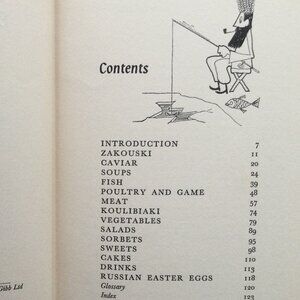 Contents
INTRODUCTION 7
ZAKOUSKI 11
CAVIAR 20
SOUPS 24
FISH 39
POULTRY AND GAME 48
MEAT 57
KOULIBIAKI 74
VEGETABLES 79
SALADS 89
SORBETS 95
SWEETS 98
CAKES 110
DRINKS 113
RUSSIAN EASTER EGGS 118
Glossary 120
Index 123
Gibb Ltd